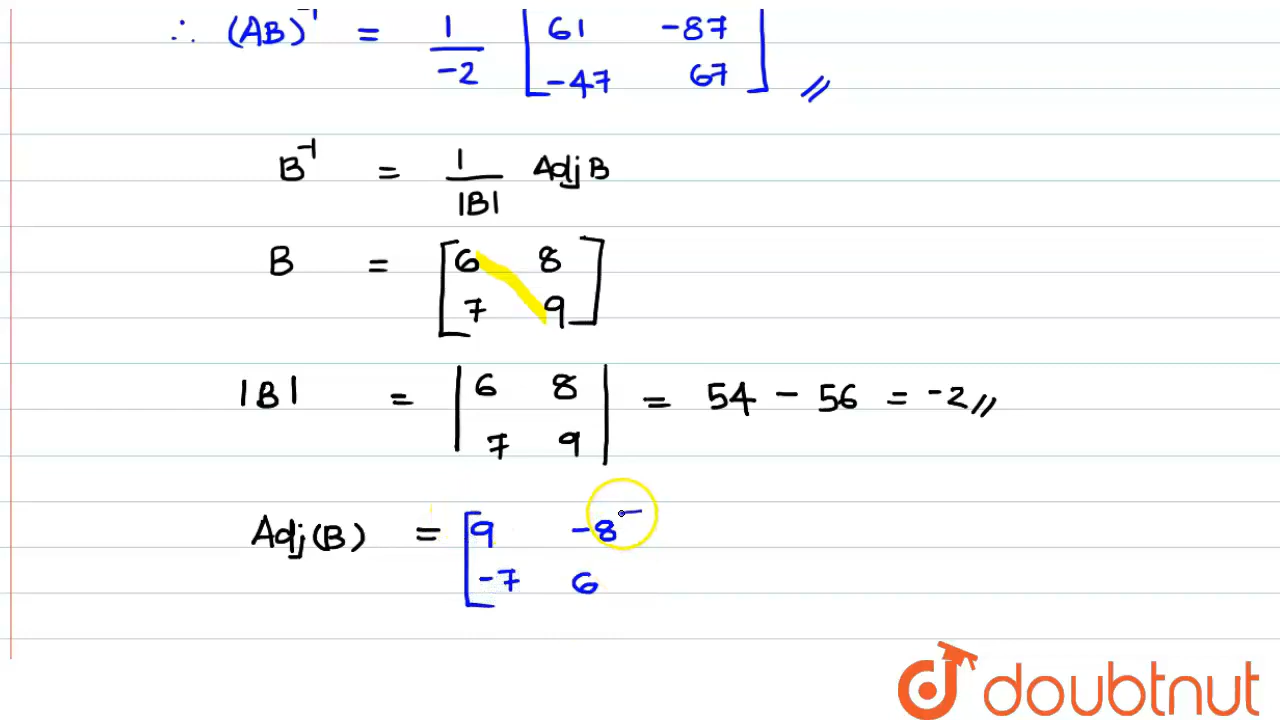 ∴ (AB)⁻¹ = 1/-2 [61 -87
-47 67] //
B⁻¹ = 1/|B| Adj B
B = [6 8
7 9]
|B| = |6 8
7 9| = 54 - 56 = -2 //
Adj(B) = [9 -8
-7 6
doubtnut